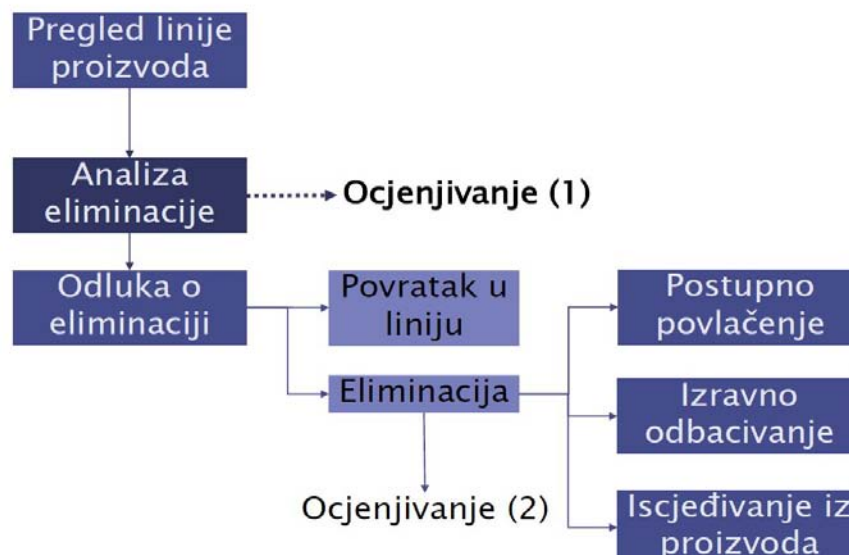 Pregled linije
proizvoda
Analiza
eliminacije
Ocjenjivanje (1)
Odluka o
eliminaciji
Povratak u
liniju
Postupno
povlačenje
Eliminacija
Izravno
odbacivanje
Ocjenjivanje (2)
Iscjeđivanje iz
proizvoda